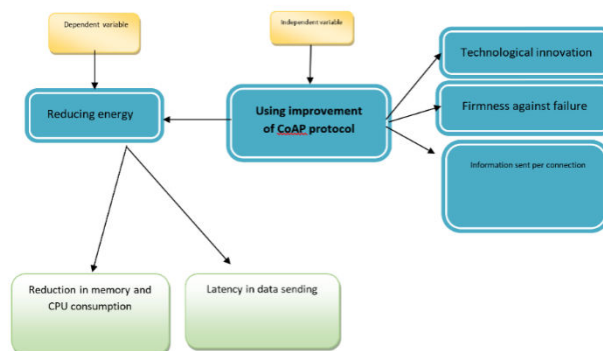 Dependent variable
Independent variable
Technological innovation
Reducing energy
Using improvement
of CoAP protocol
Firmness against failure
Information sent per connection
Reduction in memory and
CPU consumption
Latency in data sending